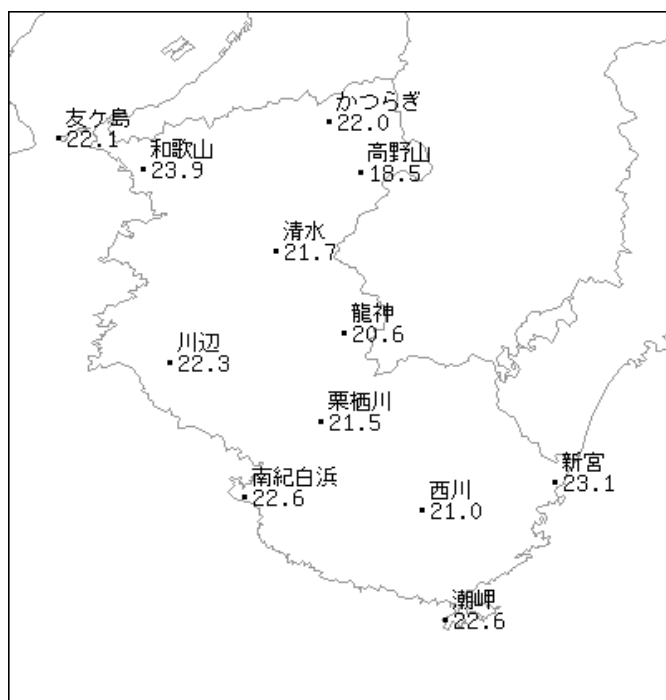 かつらぎ
22.0
友ケ島
22.1
和歌山
23.9
高野山
18.5
清水
21.7
龍神
20.6
川辺
22.3
栗栖川
21.5
新宮
23.1
南紀白浜
22.6
西川
21.0
潮岬
22.6